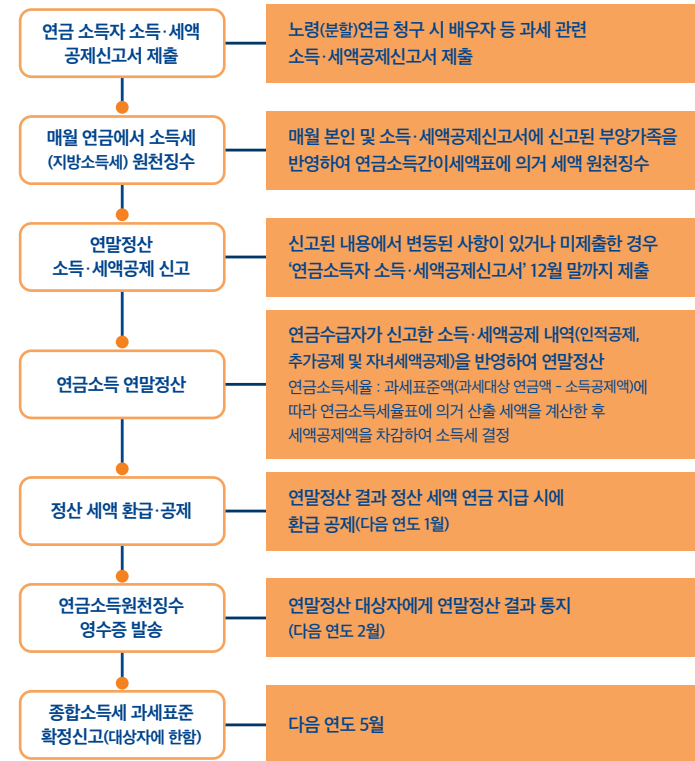 연금 소득자 소득·세액
공제신고서 제출
노령(분할)연금 청구 시 배우자 등 과세 관련
소득·세액공제신고서 제출
매월 연금에서 소득세
(지방소득세) 원천징수
매월 본인 및 소득·세액공제신고서에 신고된 부양가족을
반영하여 연금소득간이세액표에 의거 세액 원천징수
연말정산
소득·세액공제 신고
신고된 내용에서 변동된 사항이 있거나 미제출한 경우
‘연금소득자 소득·세액공제신고서’ 12월 말까지 제출
연금소득 연말정산
연금수급자가 신고한 소득·세액공제 내역(인적공제,
추가공제 및 자녀세액공제)을 반영하여 연말정산
연금소득세율 : 과세표준액(과세대상 연금액 - 소득공제액)에
따라 연금소득세율표에 의거 산출 세액을 계산한 후
세액공제액을 차감하여 소득세 결정
정산 세액 환급·공제
연말정산 결과 정산 세액 연금 지급 시에
환급 공제(다음 연도 1월)
연금소득원천징수
영수증 발송
연말정산 대상자에게 연말정산 결과 통지
(다음 연도 2월)
종합소득세 과세표준
확정신고(대상자에 한함)
다음 연도 5월